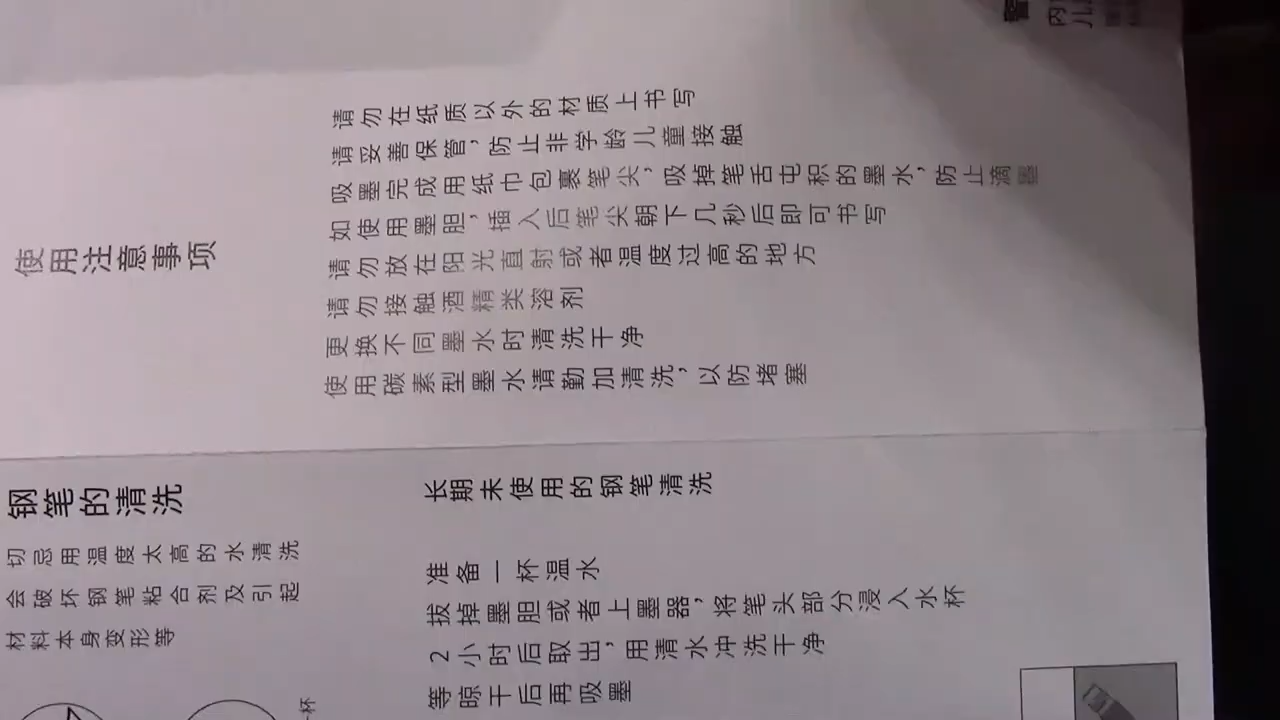 使用注意事项
请勿在纸质以外的材质上书写
请妥善保管，防止非学龄儿童接触
吸墨完成用纸巾包裹笔尖，吸掉笔舌屯积的墨水，防止滴墨
如使用墨胆，插入后笔尖朝下几秒后即可书写
请勿放在阳光直射或者温度过高的地方
请勿接触酒精类溶剂
更换不同墨水时清洗干净
使用碳素型墨水请勤加清洗，以防堵塞
钢笔的清洗
切忌用温度太高的水清洗
会破坏钢笔粘合剂及引起
材料本身变形等
长期未使用的钢笔清洗
准备一杯温水
拔掉墨胆或者上墨器，将笔头部分浸入水杯
2小时后取出，用清水冲洗干净
等晾干后再吸墨
杯